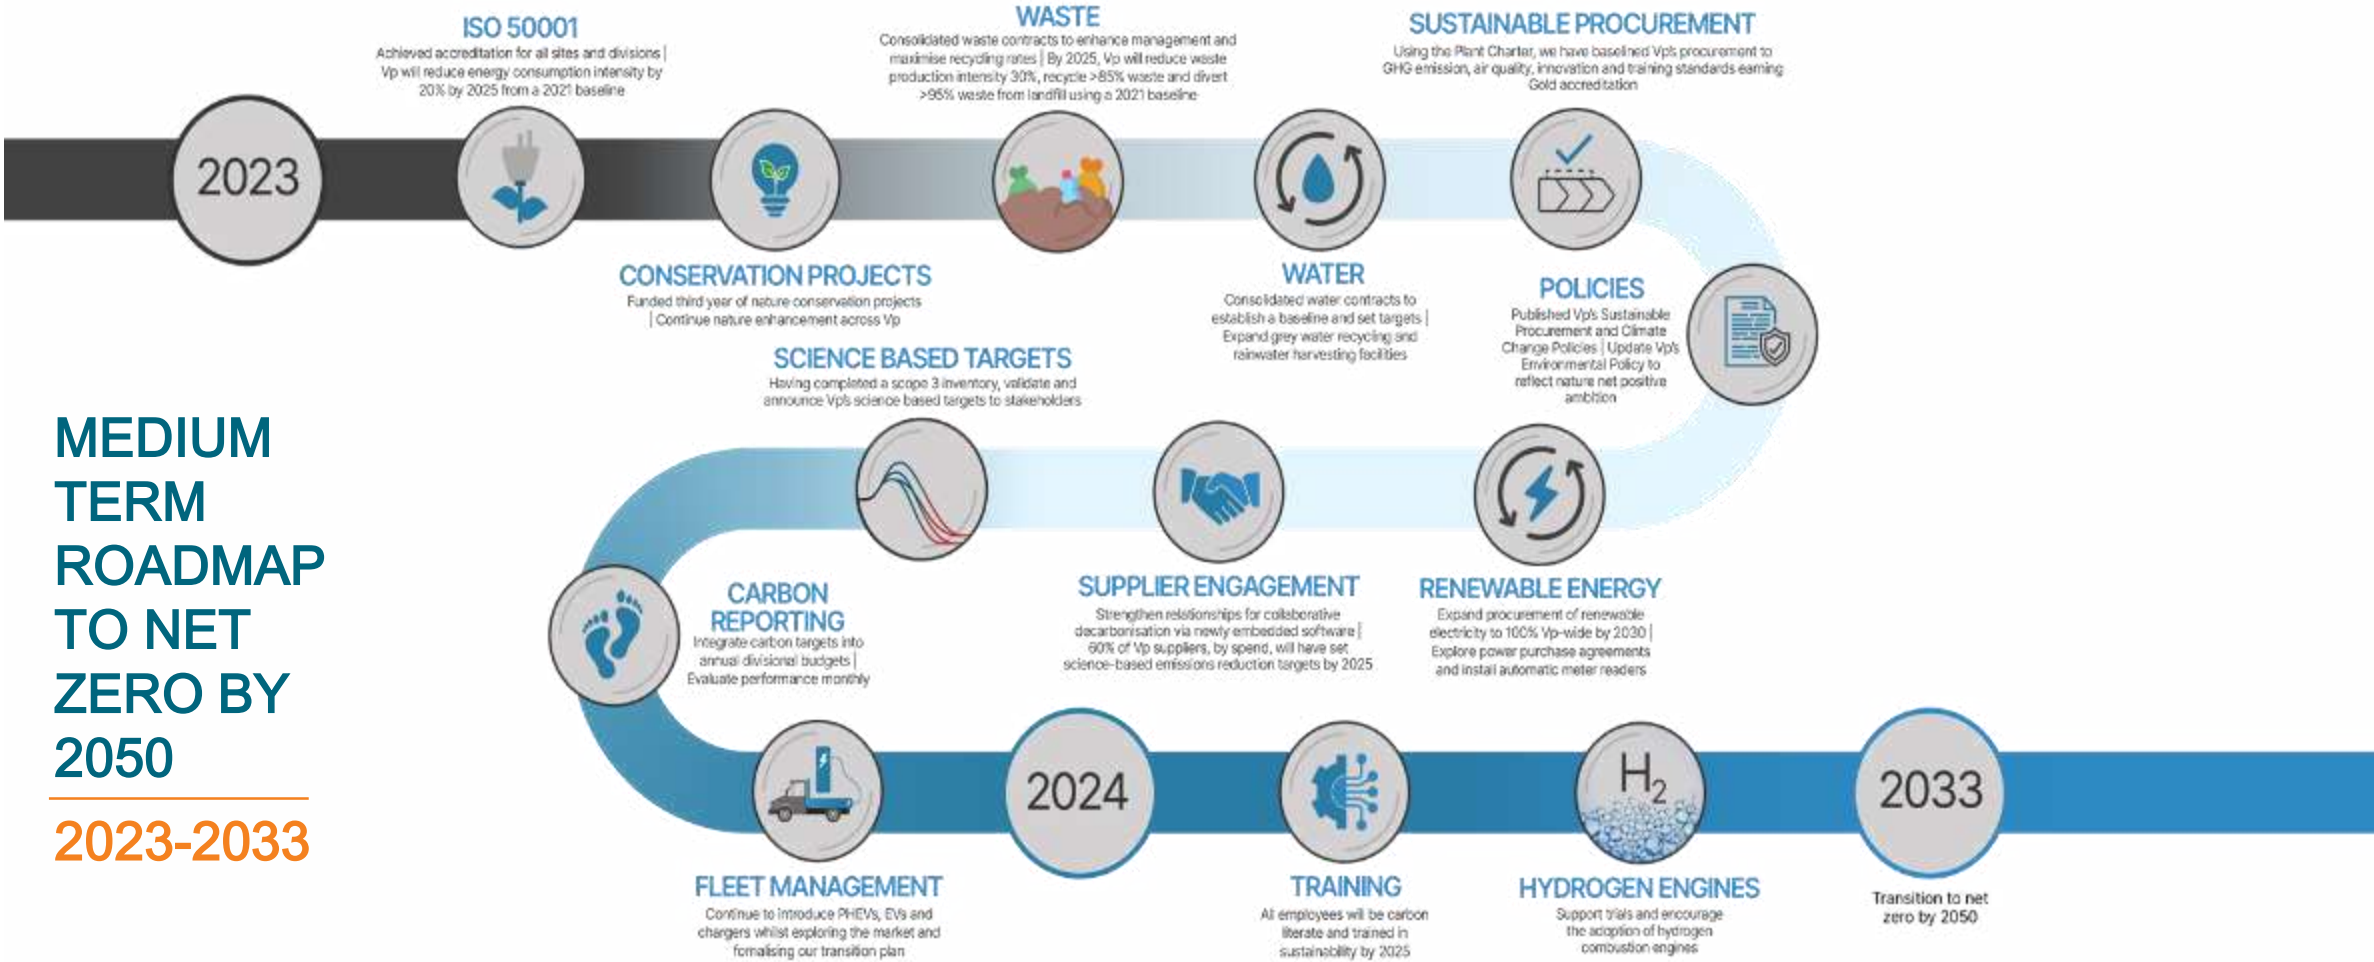 MEDIUM
TERM
ROADMAP
TO NET
ZERO BY
2050
2023-2033
2023
ISO 50001
Achieved accreditation for all sites and divisions |
Vp will reduce energy consumption intensity by
20% by 2025 from a 2021 baseline
CONSERVATION PROJECTS
Funded third year of nature conservation projects
| Continue nature enhancement across Vp
WASTE
Consolidated waste contracts to enhance management and
maximise recycling rates | By 2025, Vp will reduce waste
production intensity 30%, recycle >85% waste and divert
>95% waste from landfill using a 2021 baseline
WATER
Consolidated water contracts to
establish a baseline and set targets |
Expand grey water recycling and
rainwater harvesting facilities
SUSTAINABLE PROCUREMENT
Using the Plant Charter, we have baselined Vp's procurement to
GHG emission, air quality, innovation and training standards earning
Gold accreditation
POLICIES
Published Vp's Sustainable
Procurement and Climate
Change Policies | Update Vp's
Environmental Policy to
reflect nature net positive
ambition
RENEWABLE ENERGY
Expand procurement of renewable
electricity to 100% Vp-wide by 2030 |
Explore power purchase agreements
and install automatic meter readers
SUPPLIER ENGAGEMENT
Strengthen relationships for collaborative
decarbonisation via newly embedded software |
60% of Vp suppliers, by spend, will have set
science-based emissions reduction targets by 2025
SCIENCE BASED TARGETS
Having completed a scope 3 inventory, validate and
announce Vp's science based targets to stakeholders
CARBON
REPORTING
Integrate carbon targets into
annual divisional budgets |
Evaluate performance monthly
FLEET MANAGEMENT
Continue to introduce PHEVs, EVs and
chargers whilst exploring the market and
formalising our transition plan
2024
TRAINING
All employees will be carbon
literate and trained in
sustainability by 2025
H2
HYDROGEN ENGINES
Support trials and encourage
the adoption of hydrogen
combustion engines
2033
Transition to net
zero by 2050